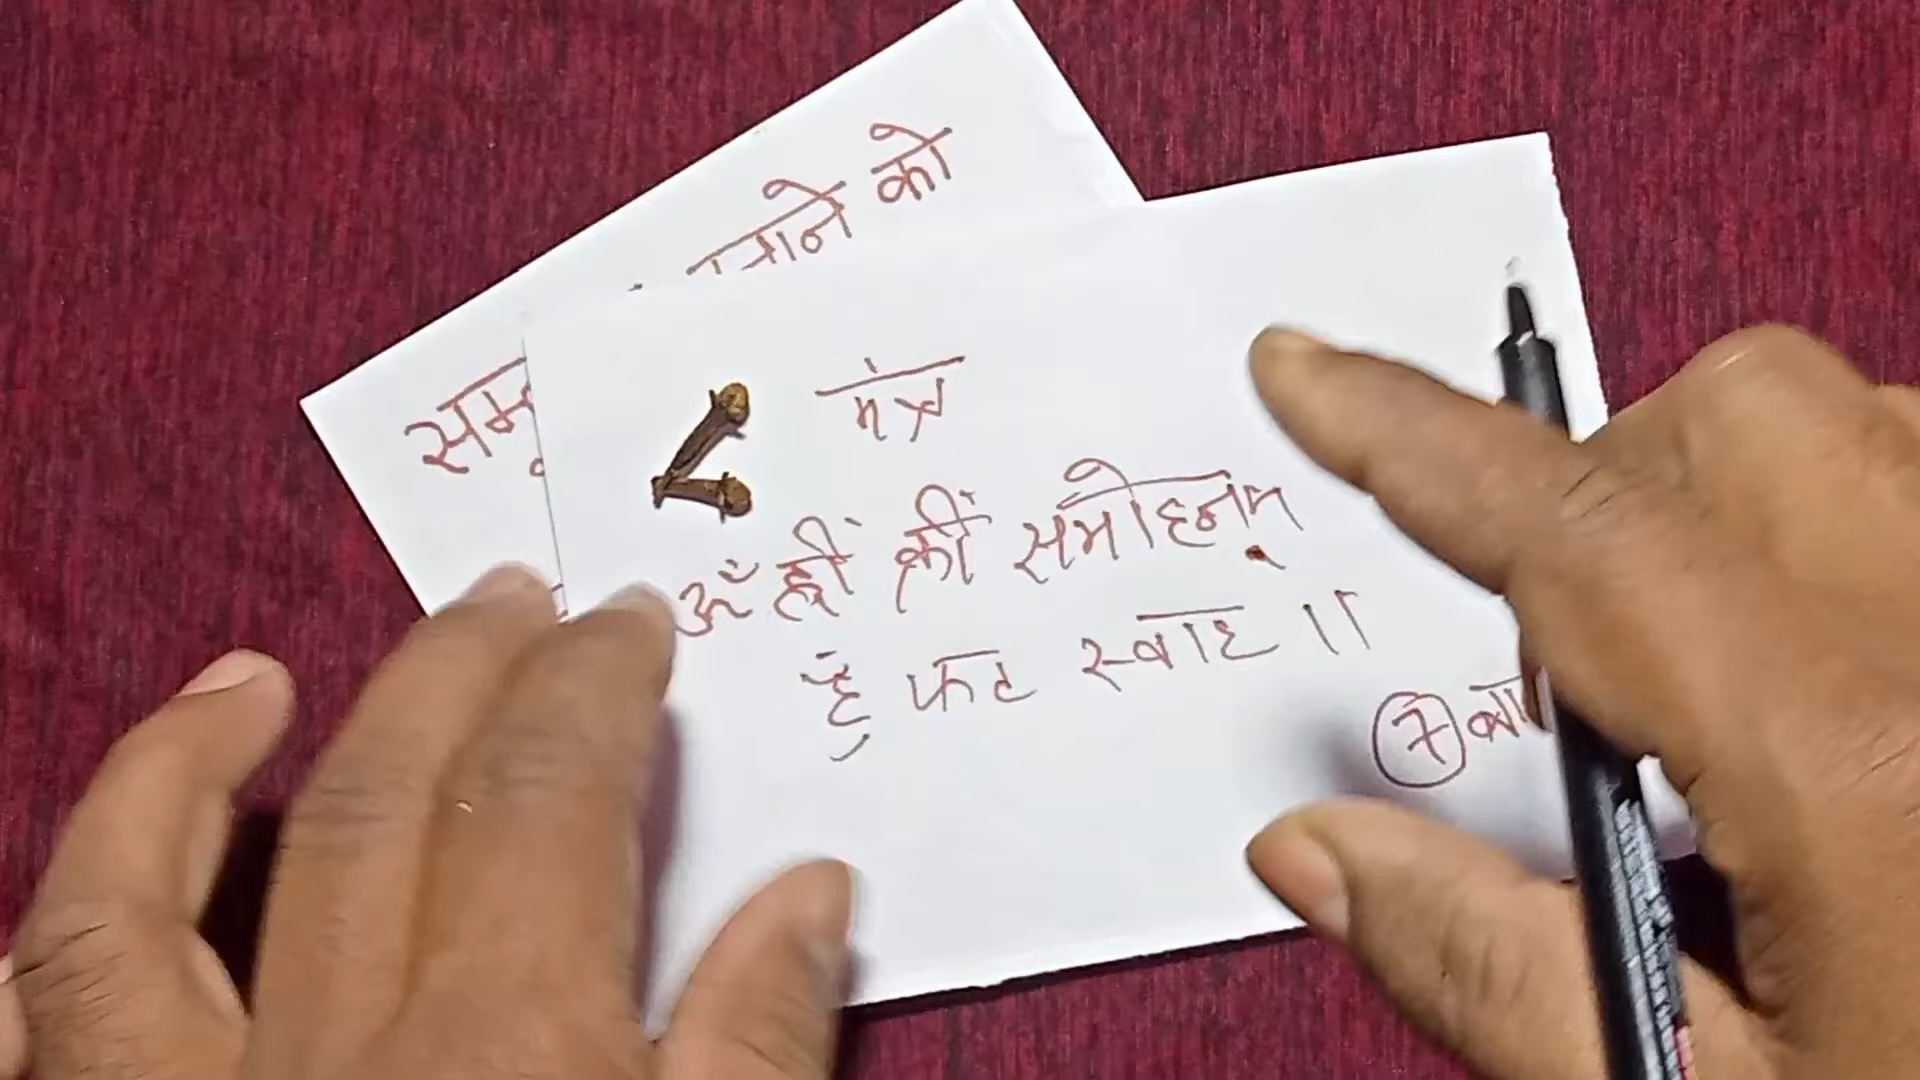 को
मंत्र
ॐ ह्रीं क्लीं समोहनम्
हुं फट स्वाहा ॥
7